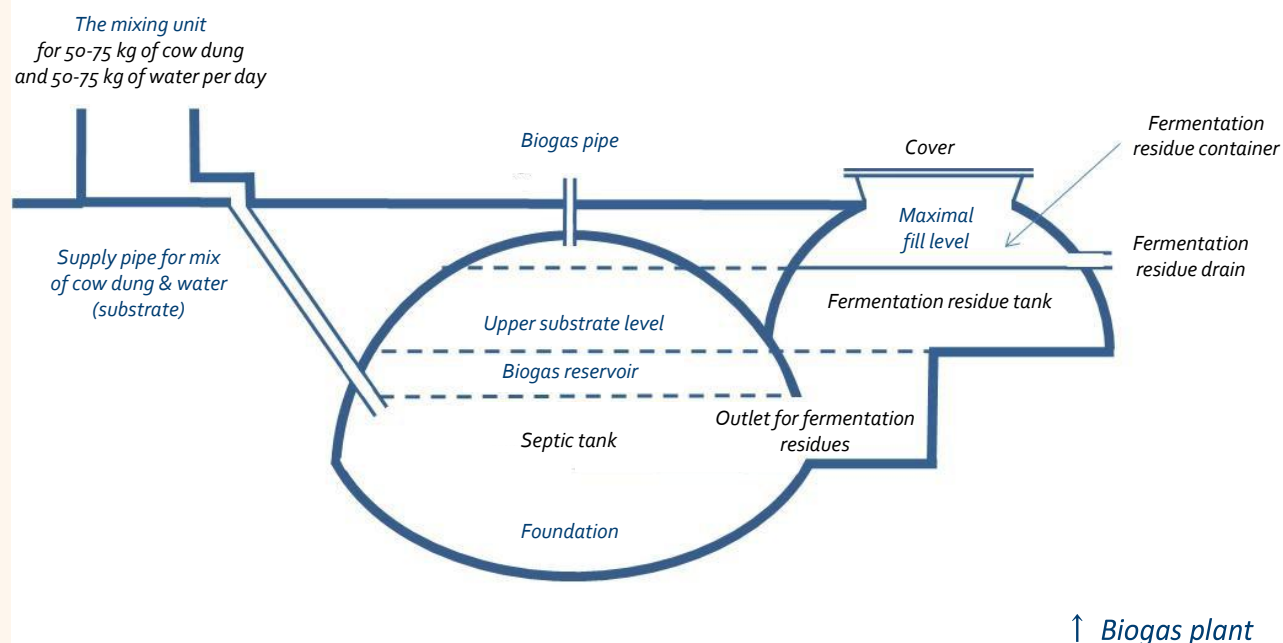 The mixing unit
for 50-75 kg of cow dung
and 50-75 kg of water per day
Biogas pipe
Cover
Fermentation
residue container
Maximal
fill level
Fermentation
residue drain
Supply pipe for mix
of cow dung & water
(substrate)
Fermentation residue tank
Upper substrate level
Biogas reservoir
Outlet for fermentation
residues
Septic tank
Foundation
↑ Biogas plant